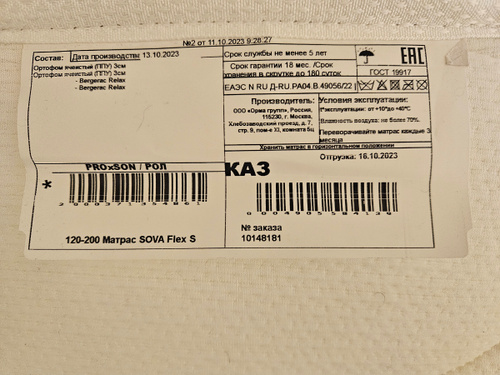 №2 от 11.10.2023 9:26:27
Состав: Дата производства: 13.10.2023
Ортофом ячеистый (ППУ) 3см
- Bergerac Relax
Ортофом ячеистый (ППУ) 3см
- Bergerac Relax
Срок службы не менее 5 лет
Срок гарантии 18 мес. /Срок
хранения в скрутке до 180 суток
EAC
ГОСТ 19917
ЕАЭС N RU Д-RU.РА04.В.49056/22
Производитель:
ООО «Орма групп», Россия,
115230, г. Москва,
Хлебозаводский проезд, д. 7,
стр. 9, пом-е XI, комната 6ц
Условия эксплуатации:
*Эксплуатации: от +10*до +40*С
Влажность воздуха: не более 70%.
Переворачивайте матрас каждые 3
месяца
Хранить матрас в горизонтальном положении
PROxSON / РОЛ
КАЗ
Отгрузка: 16.10.2023
*
2000371354861
0004905584139
120-200 Матрас SOVA Flex S
№ заказа
10148181